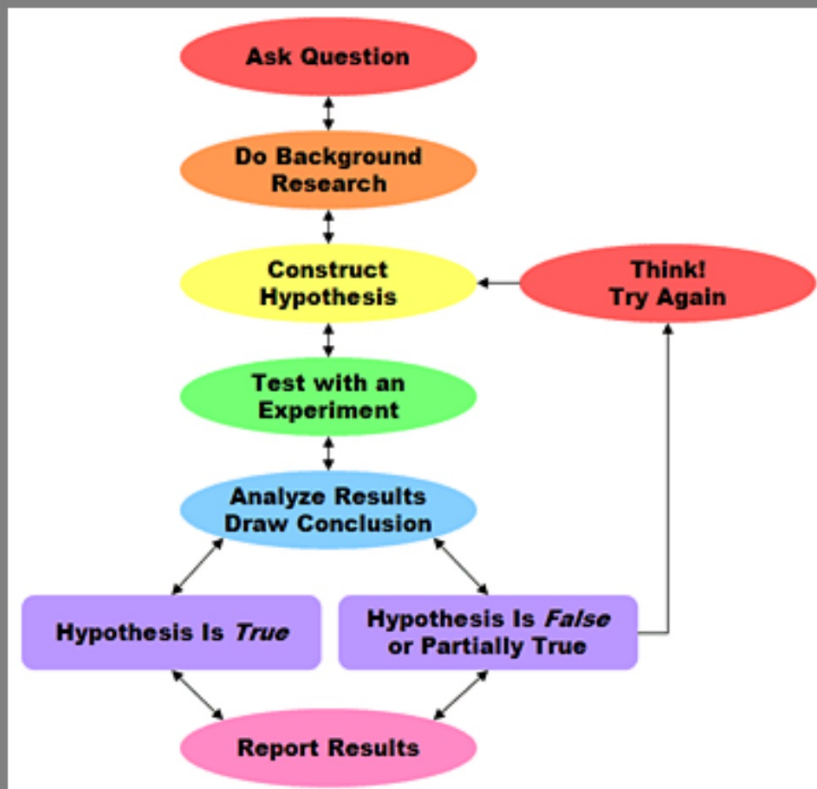 Ask Question
Do Background
Research
Construct
Hypothesis
Think!
Try Again
Test with an
Experiment
Analyze Results
Draw Conclusion
Hypothesis Is True
Hypothesis Is False
or Partially True
Report Results